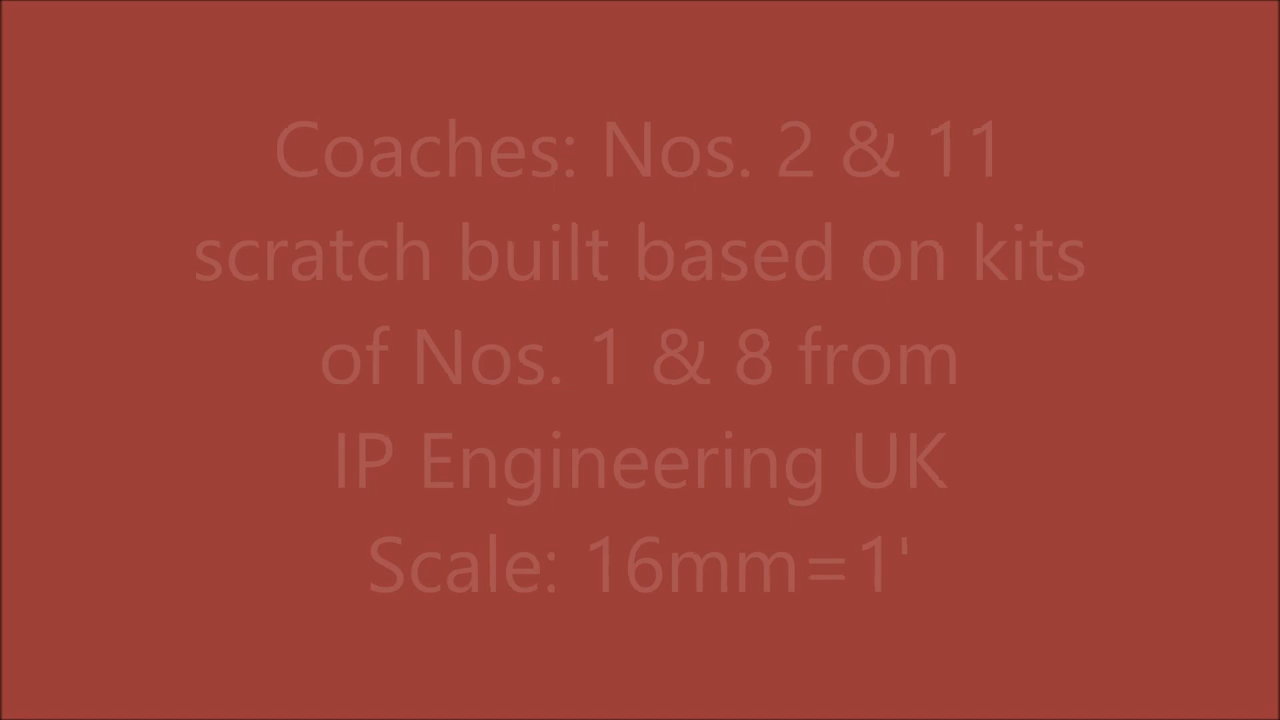 Coaches: Nos. 2 & 11
scratch built based on kits
of Nos. 1 & 8 from
IP Engineering UK
Scale: 16mm=1'